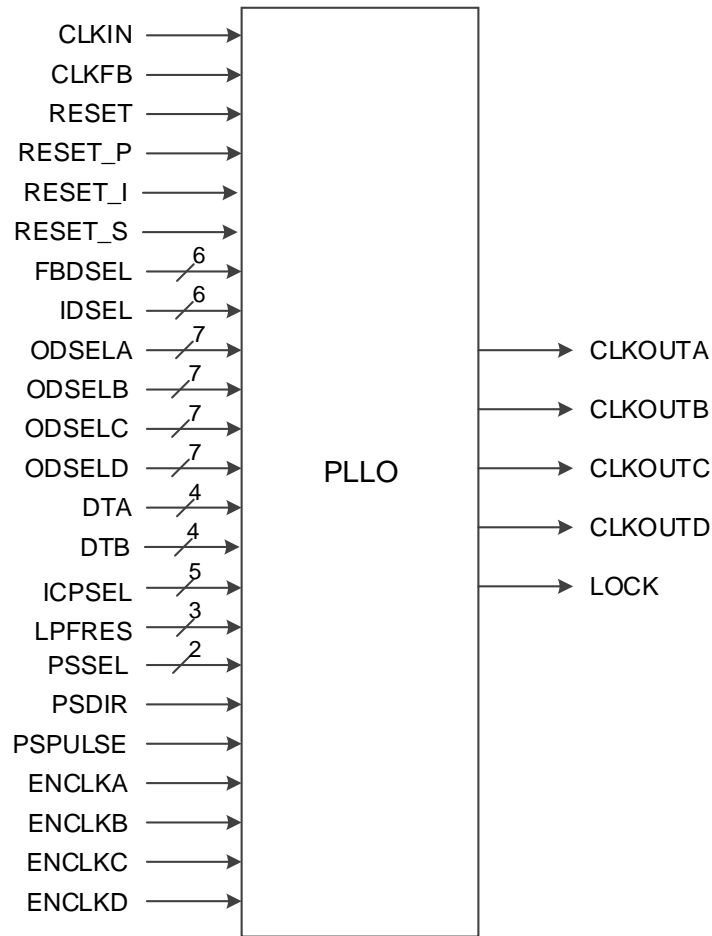 CLKIN
CLKFB
RESET
RESET_P
RESET_I
RESET_S
FBDSEL 6
IDSEL 6
ODSELA 7
ODSELB 7
ODSELC 7
ODSELD 7
DTA 4
DTB 4
ICPSEL 5
LPFRES 3
PSSEL 2
PSDIR
PSPULSE
ENCLKA
ENCLKB
ENCLKC
ENCLKD
PLLO
CLKOUTA
CLKOUTB
CLKOUTC
CLKOUTD
LOCK